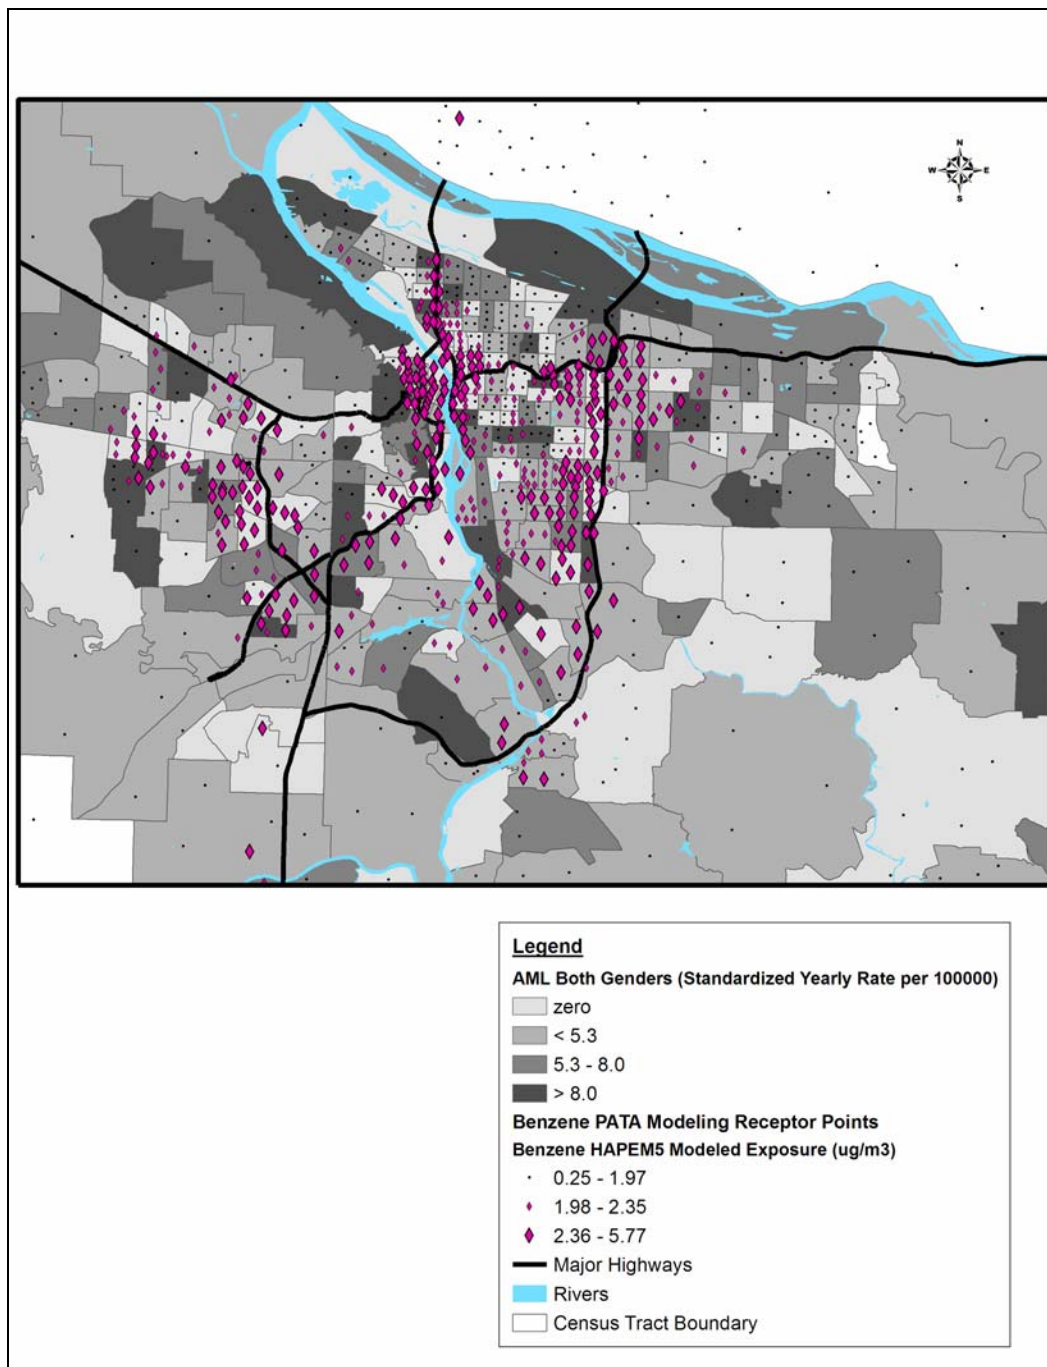 N
W E
S
Legend
AML Both Genders (Standardized Yearly Rate per 100000)
zero
< 5.3
5.3 - 8.0
> 8.0
Benzene PATA Modeling Receptor Points
Benzene HAPEM5 Modeled Exposure (ug/m3)
0.25 - 1.97
1.98 - 2.35
2.36 - 5.77
Major Highways
Rivers
Census Tract Boundary